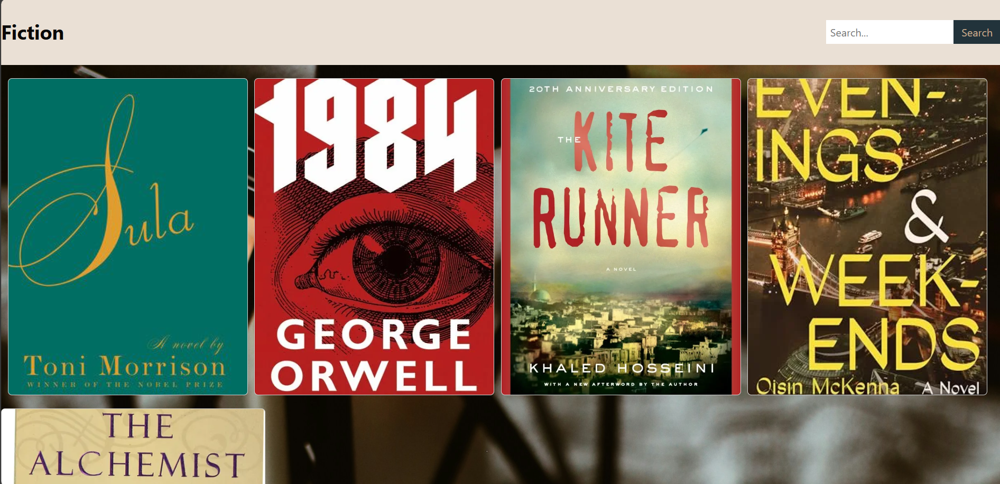 Fiction
Search...
Search
Sula
A novel by
Toni Morrison
WINNER OF THE NOBEL PRIZE
1984
GEORGE
ORWELL
20TH ANNIVERSARY EDITION
THE KITE
RUNNER
A NOVEL
KHALED HOSSEINI
WITH A NEW AFTERWORD BY THE AUTHOR
EVEN-
INGS
&
WEEK-
ENDS
Oisín McKenna A Novel
THE
ALCHEMIST